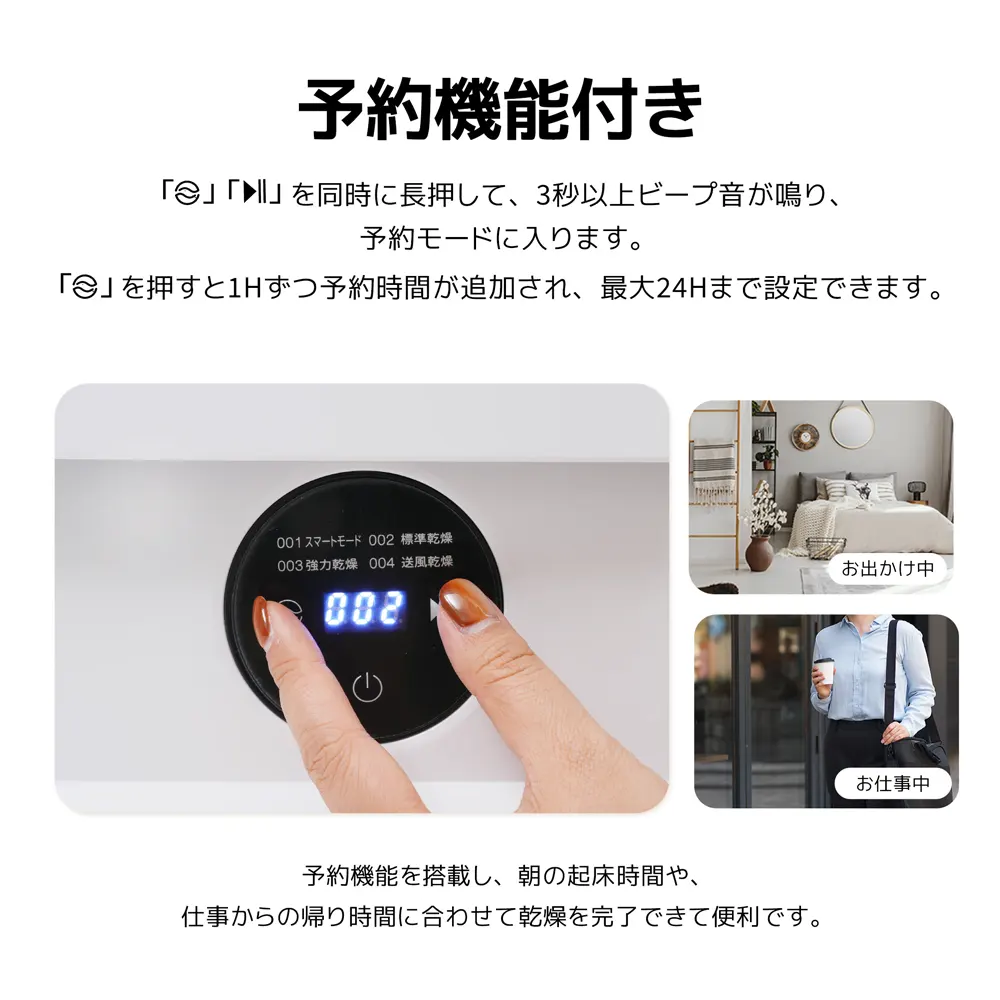 予約機能付き
「」「」を同時に長押して、3秒以上ビープ音が鳴り、
予約モードに入ります。
「」を押すと1Hずつ予約時間が追加され、最大24Hまで設定できます。
001 スマートモード 002 標準乾燥
003 強力乾燥 004 送風乾燥
002
お出かけ中
お仕事中
予約機能を搭載し、朝の起床時間や、
仕事からの帰り時間に合わせて乾燥を完了できて便利です。